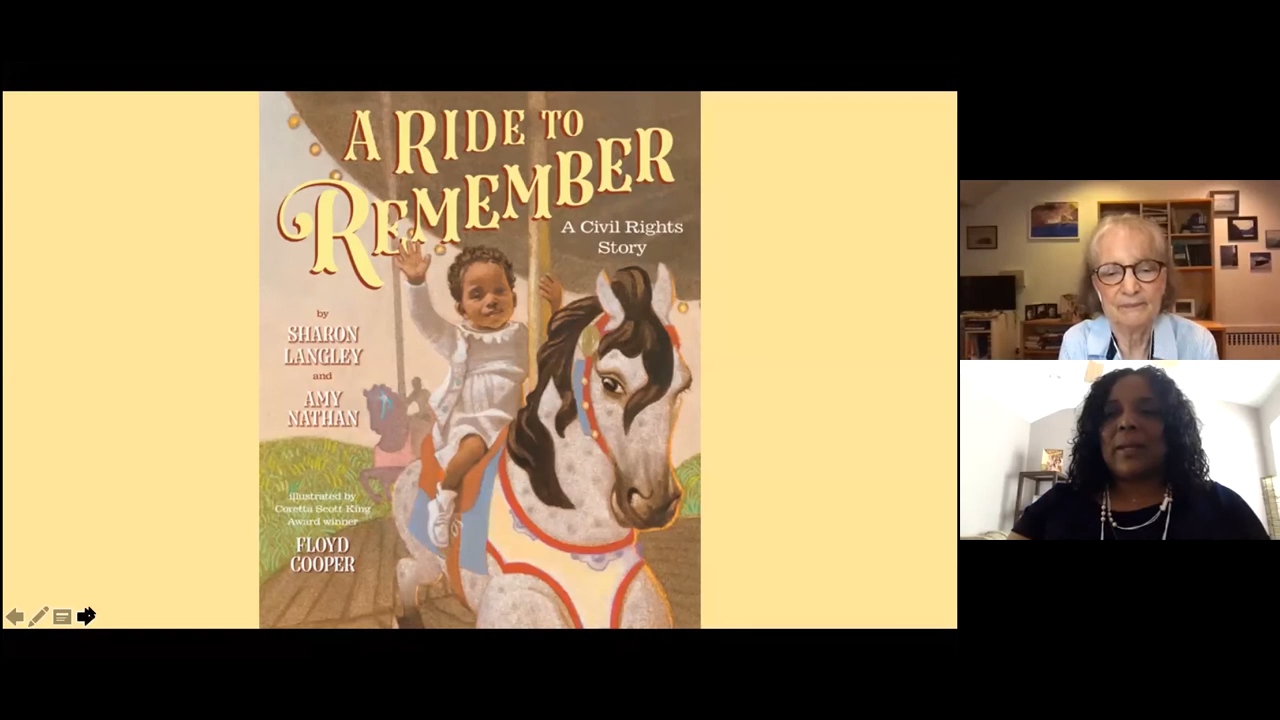 A RIDE TO
REMEMBER
A Civil Rights
Story
by
SHARON
LANGLEY
and
AMY
NATHAN
illustrated by
Coretta Scott King
Award winner
FLOYD
COOPER